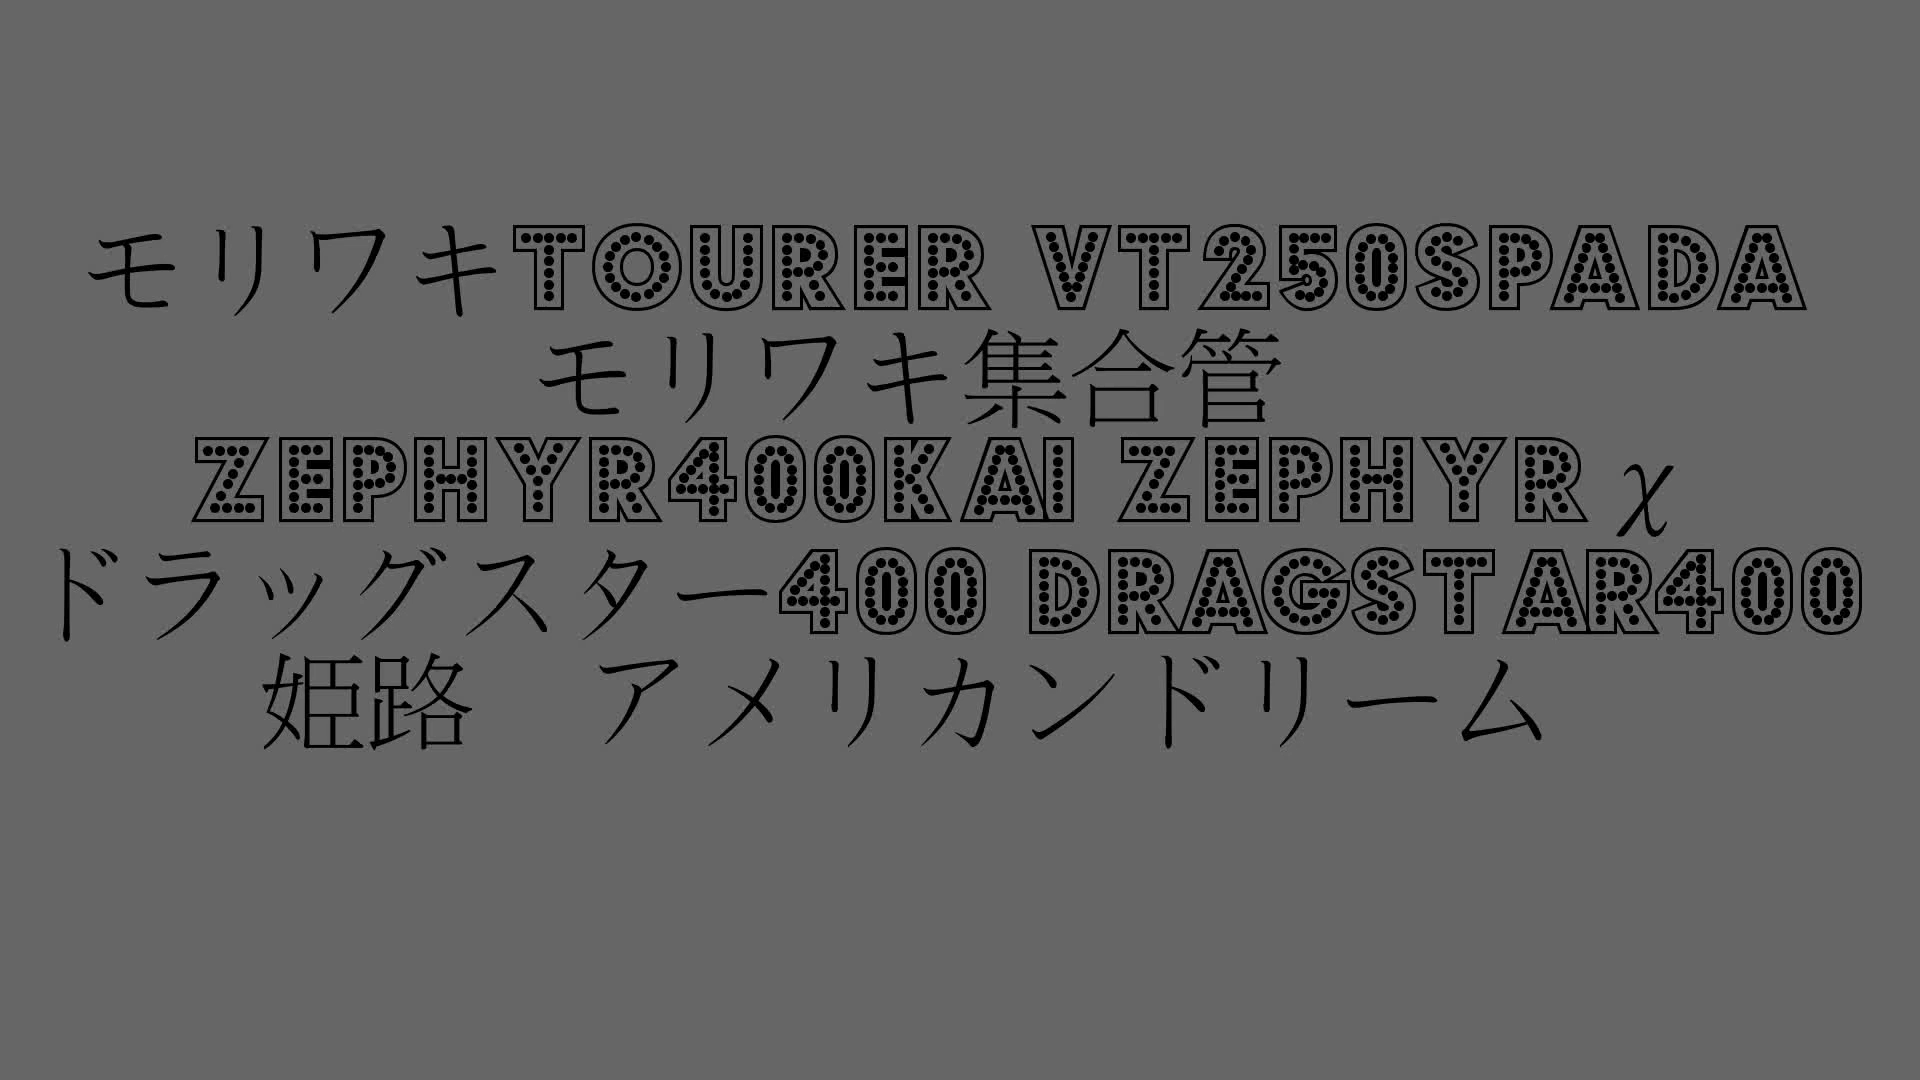 モリワキTOURER VT250SPADA
モリワキ集合管
ZEPHYR400KAI ZEPHYRχ
ドラッグスター400 DRAGSTAR400
姫路　アメリカンドリーム